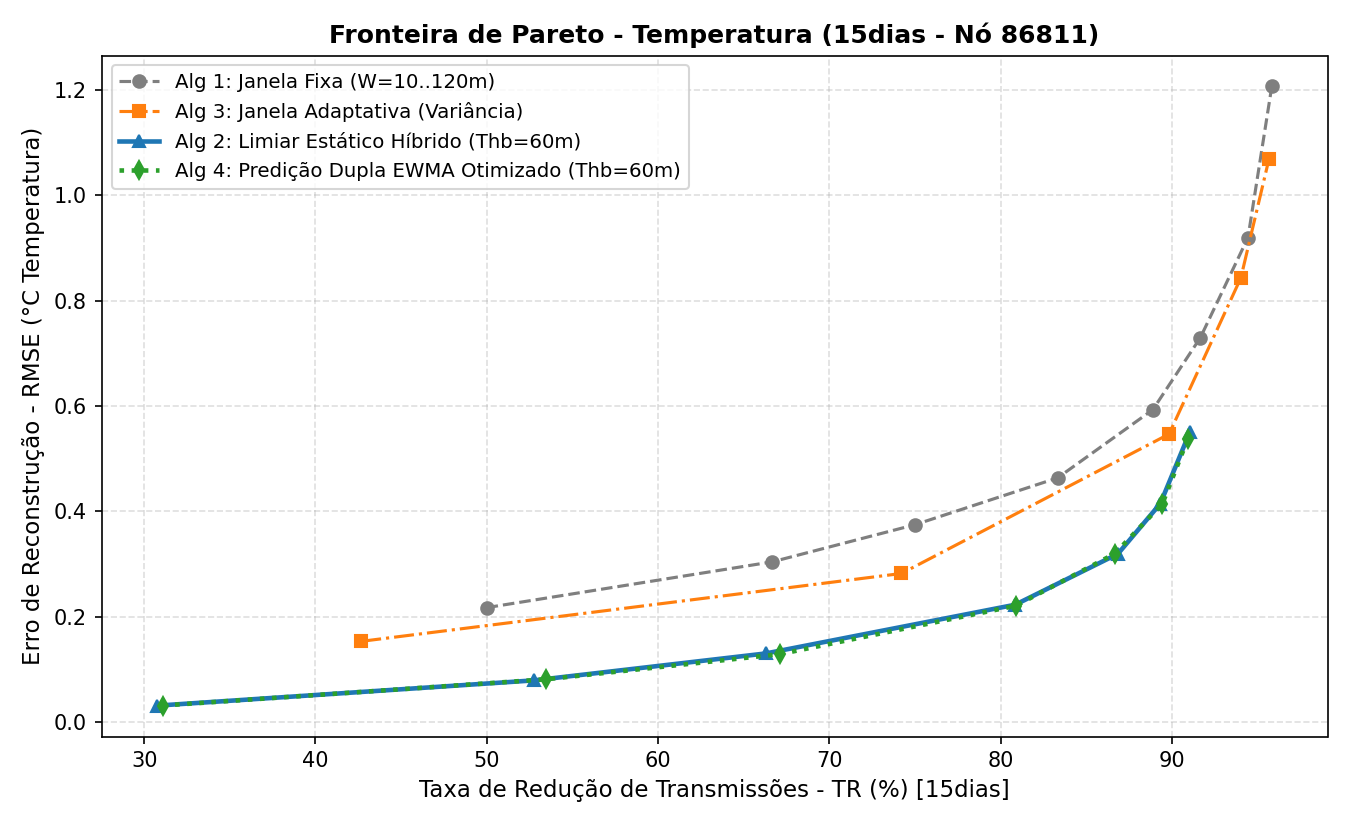 Fronteira de Pareto - Temperatura (15dias - Nó 86811)
Alg 1: Janela Fixa (W=10..120m)
Alg 3: Janela Adaptativa (Variância)
Alg 2: Limiar Estático Híbrido (Thb=60m)
Alg 4: Predição Dupla EWMA Otimizado (Thb=60m)
Erro de Reconstrução - RMSE (°C Temperatura)
1.2
1.0
0.8
0.6
0.4
0.2
0.0
30 40 50 60 70 80 90
Taxa de Redução de Transmissões - TR (%) [15dias]